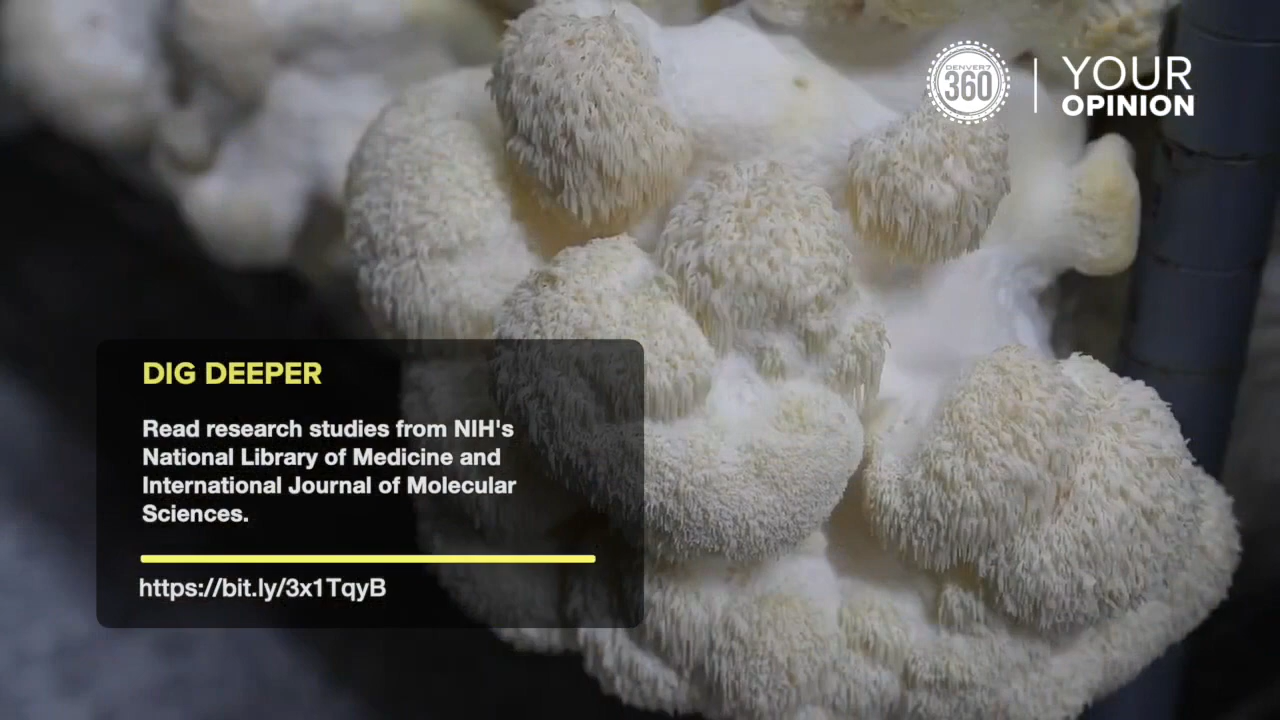 DENVER7
360
YOUR
OPINION
DIG DEEPER
Read research studies from NIH's
National Library of Medicine and
International Journal of Molecular
Sciences.
https://bit.ly/3x1TqyB